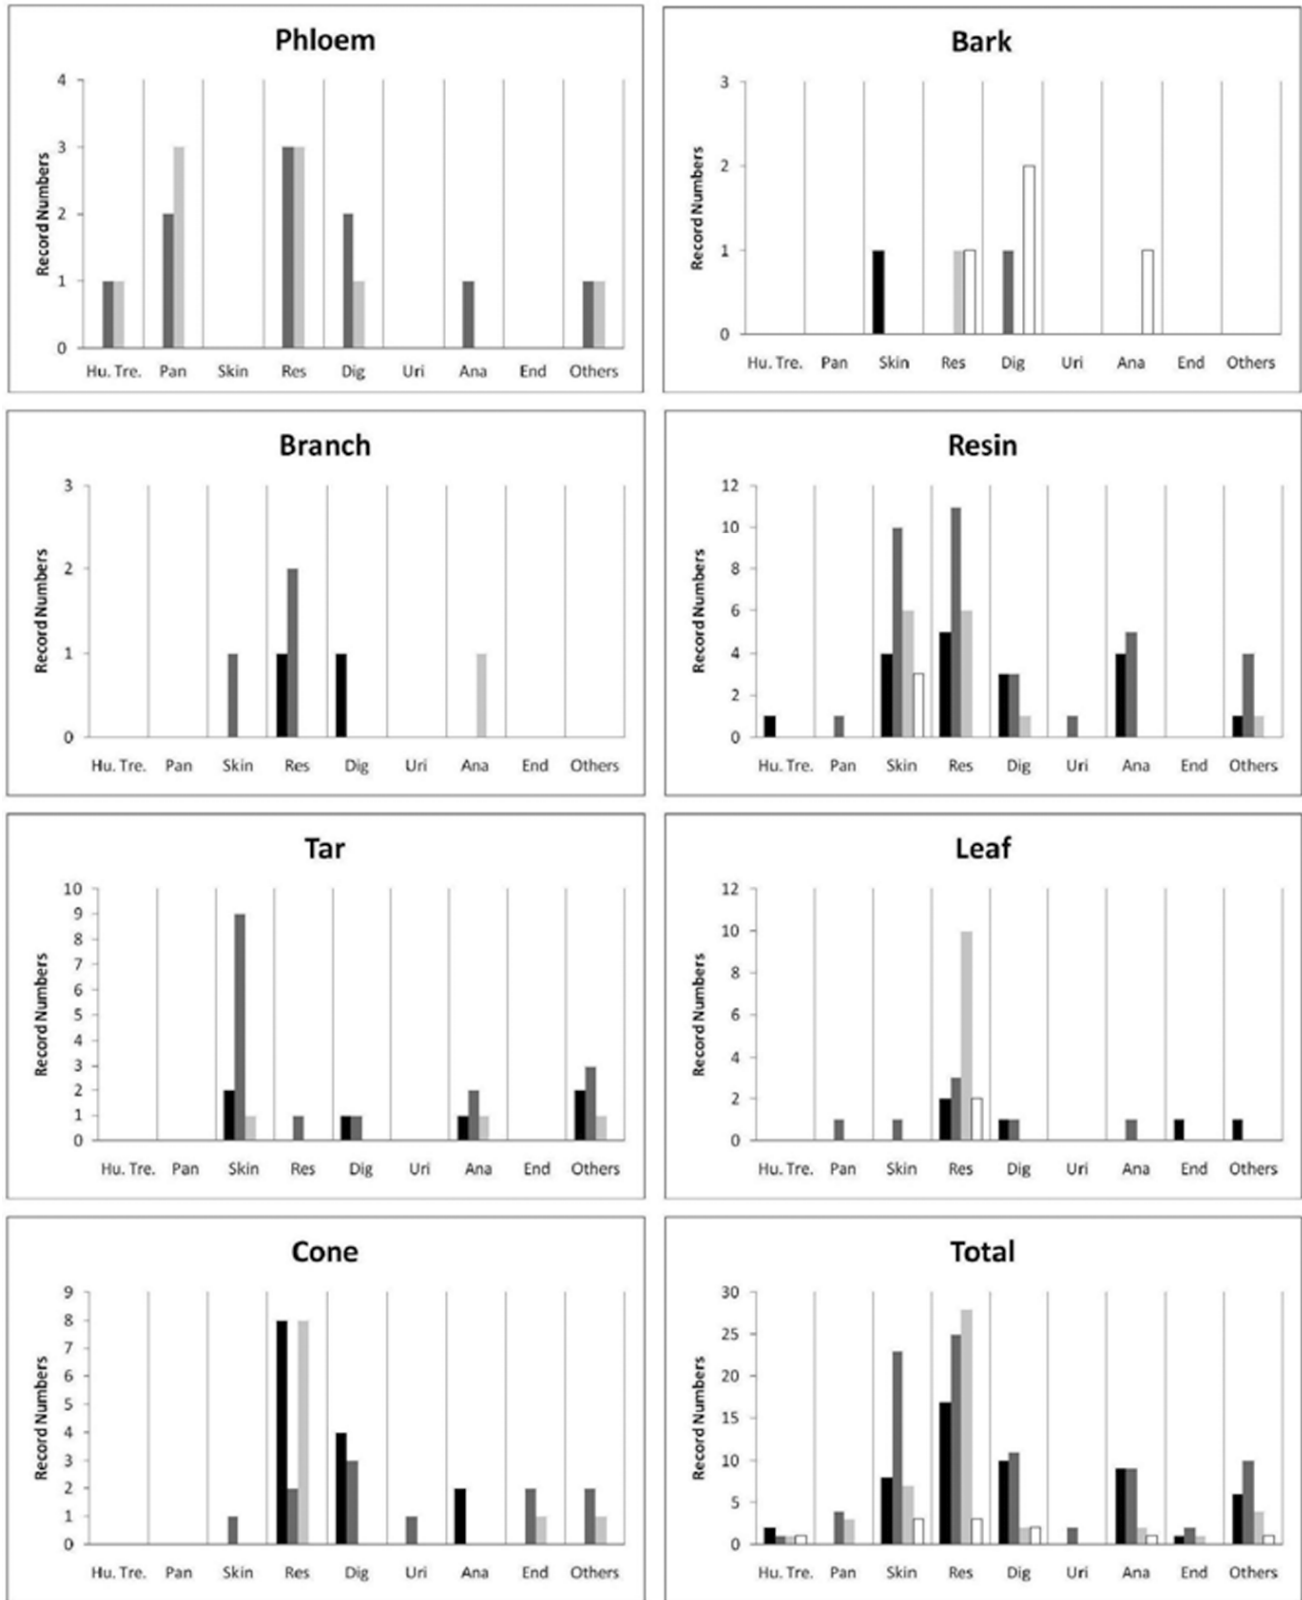 Phloem
Record Numbers
4
3
2
1
0
Hu. Tre. Pan Skin Res Dig Uri Ana End Others
Bark
Record Numbers
3
2
1
0
Hu. Tre. Pan Skin Res Dig Uri Ana End Others
Branch
Record Numbers
3
2
1
0
Hu. Tre. Pan Skin Res Dig Uri Ana End Others
Resin
Record Numbers
12
10
8
6
4
2
0
Hu. Tre. Pan Skin Res Dig Uri Ana End Others
Tar
Record Numbers
10
9
8
7
6
5
4
3
2
1
0
Hu. Tre. Pan Skin Res Dig Uri Ana End Others
Leaf
Record Numbers
12
10
8
6
4
2
0
Hu. Tre. Pan Skin Res Dig Uri Ana End Others
Cone
Record Numbers
9
8
7
6
5
4
3
2
1
0
Hu. Tre. Pan Skin Res Dig Uri Ana End Others
Total
Record Numbers
30
25
20
15
10
5
0
Hu. Tre. Pan Skin Res Dig Uri Ana End Others